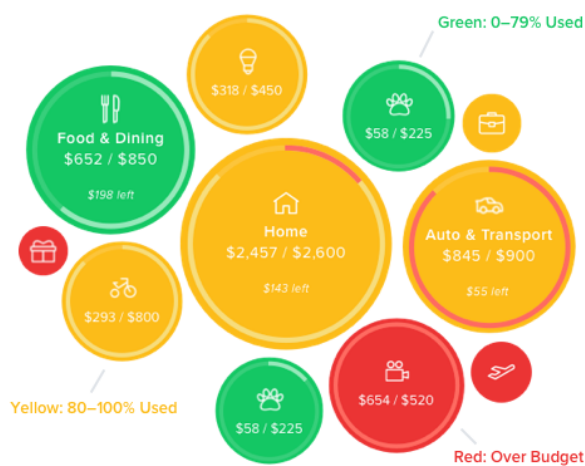 Green: 0–79% Used
$318 / $450
$58 / $225
Food & Dining
$652 / $850
$198 left
Home
$2,457 / $2,600
$143 left
Auto & Transport
$845 / $900
$55 left
$293 / $800
$58 / $225
$654 / $520
Yellow: 80–100% Used
Red: Over Budget